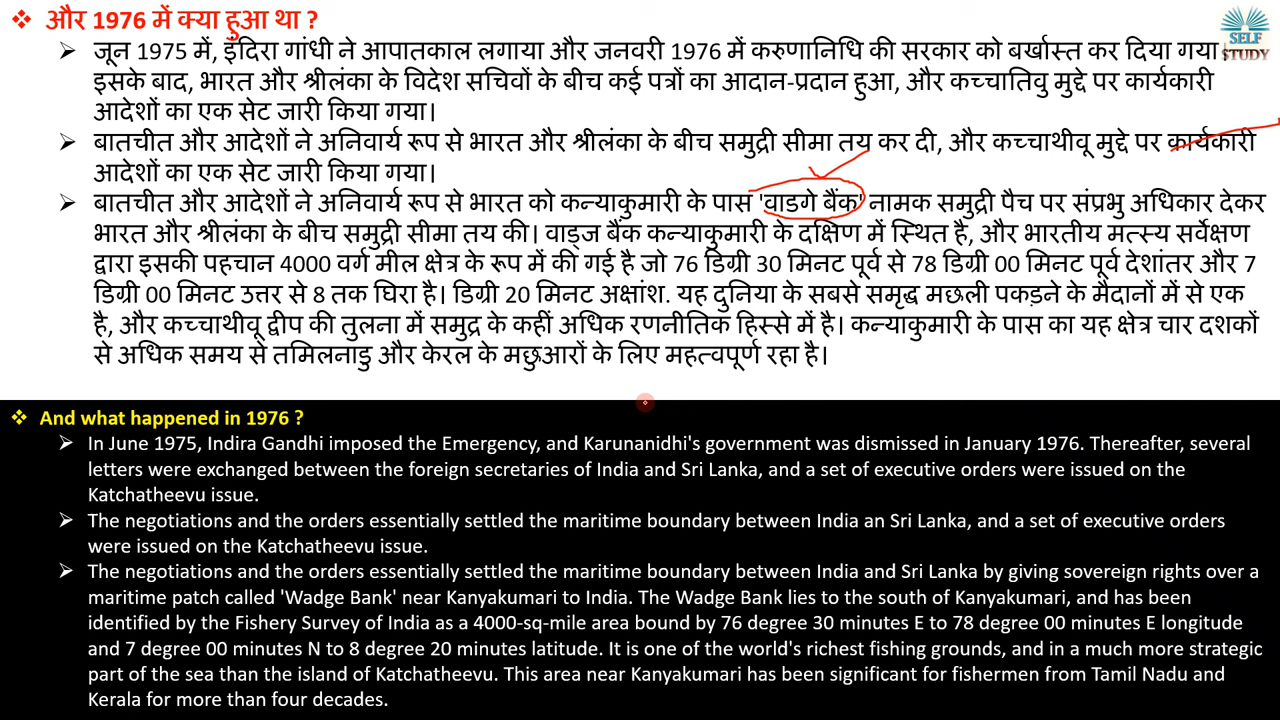 ❖ और 1976 में क्या हुआ था ?
➢ जून 1975 में, इंदिरा गांधी ने आपातकाल लगाया और जनवरी 1976 में करुणानिधि की सरकार को बर्खास्त कर दिया गया।
इसके बाद, भारत और श्रीलंका के विदेश सचिवों के बीच कई पत्रों का आदान-प्रदान हुआ, और कच्चातिवु मुद्दे पर कार्यकारी
आदेशों का एक सेट जारी किया गया।
➢ बातचीत और आदेशों ने अनिवार्य रूप से भारत और श्रीलंका के बीच समुद्री सीमा तय कर दी, और कच्चाथीवू मुद्दे पर कार्यकारी
आदेशों का एक सेट जारी किया गया।
➢ बातचीत और आदेशों ने अनिवार्य रूप से भारत को कन्याकुमारी के पास 'वाडगे बैंक' नामक समुद्री पैच पर संप्रभु अधिकार देकर
भारत और श्रीलंका के बीच समुद्री सीमा तय की। वाड्ज बैंक कन्याकुमारी के दक्षिण में स्थित है, और भारतीय मत्स्य सर्वेक्षण
द्वारा इसकी पहचान 4000 वर्ग मील क्षेत्र के रूप में की गई है जो 76 डिग्री 30 मिनट पूर्व से 78 डिग्री 00 मिनट पूर्व देशांतर और 7
डिग्री 00 मिनट उत्तर से 8 तक घिरा है। डिग्री 20 मिनट अक्षांश. यह दुनिया के सबसे समृद्ध मछली पकड़ने के मैदानों में से एक
है, और कच्चाथीवू द्वीप की तुलना में समुद्र के कहीं अधिक रणनीतिक हिस्से में है। कन्याकुमारी के पास का यह क्षेत्र चार दशकों
से अधिक समय से तमिलनाडु और केरल के मछुआरों के लिए महत्वपूर्ण रहा है।
SELF
STUDY
❖ And what happened in 1976 ?
➢ In June 1975, Indira Gandhi imposed the Emergency, and Karunanidhi's government was dismissed in January 1976. Thereafter, several
letters were exchanged between the foreign secretaries of India and Sri Lanka, and a set of executive orders were issued on the
Katchatheevu issue.
➢ The negotiations and the orders essentially settled the maritime boundary between India an Sri Lanka, and a set of executive orders
were issued on the Katchatheevu issue.
➢ The negotiations and the orders essentially settled the maritime boundary between India and Sri Lanka by giving sovereign rights over a
maritime patch called 'Wadge Bank' near Kanyakumari to India. The Wadge Bank lies to the south of Kanyakumari, and has been
identified by the Fishery Survey of India as a 4000-sq-mile area bound by 76 degree 30 minutes E to 78 degree 00 minutes E longitude
and 7 degree 00 minutes N to 8 degree 20 minutes latitude. It is one of the world's richest fishing grounds, and in a much more strategic
part of the sea than the island of Katchatheevu. This area near Kanyakumari has been significant for fishermen from Tamil Nadu and
Kerala for more than four decades.